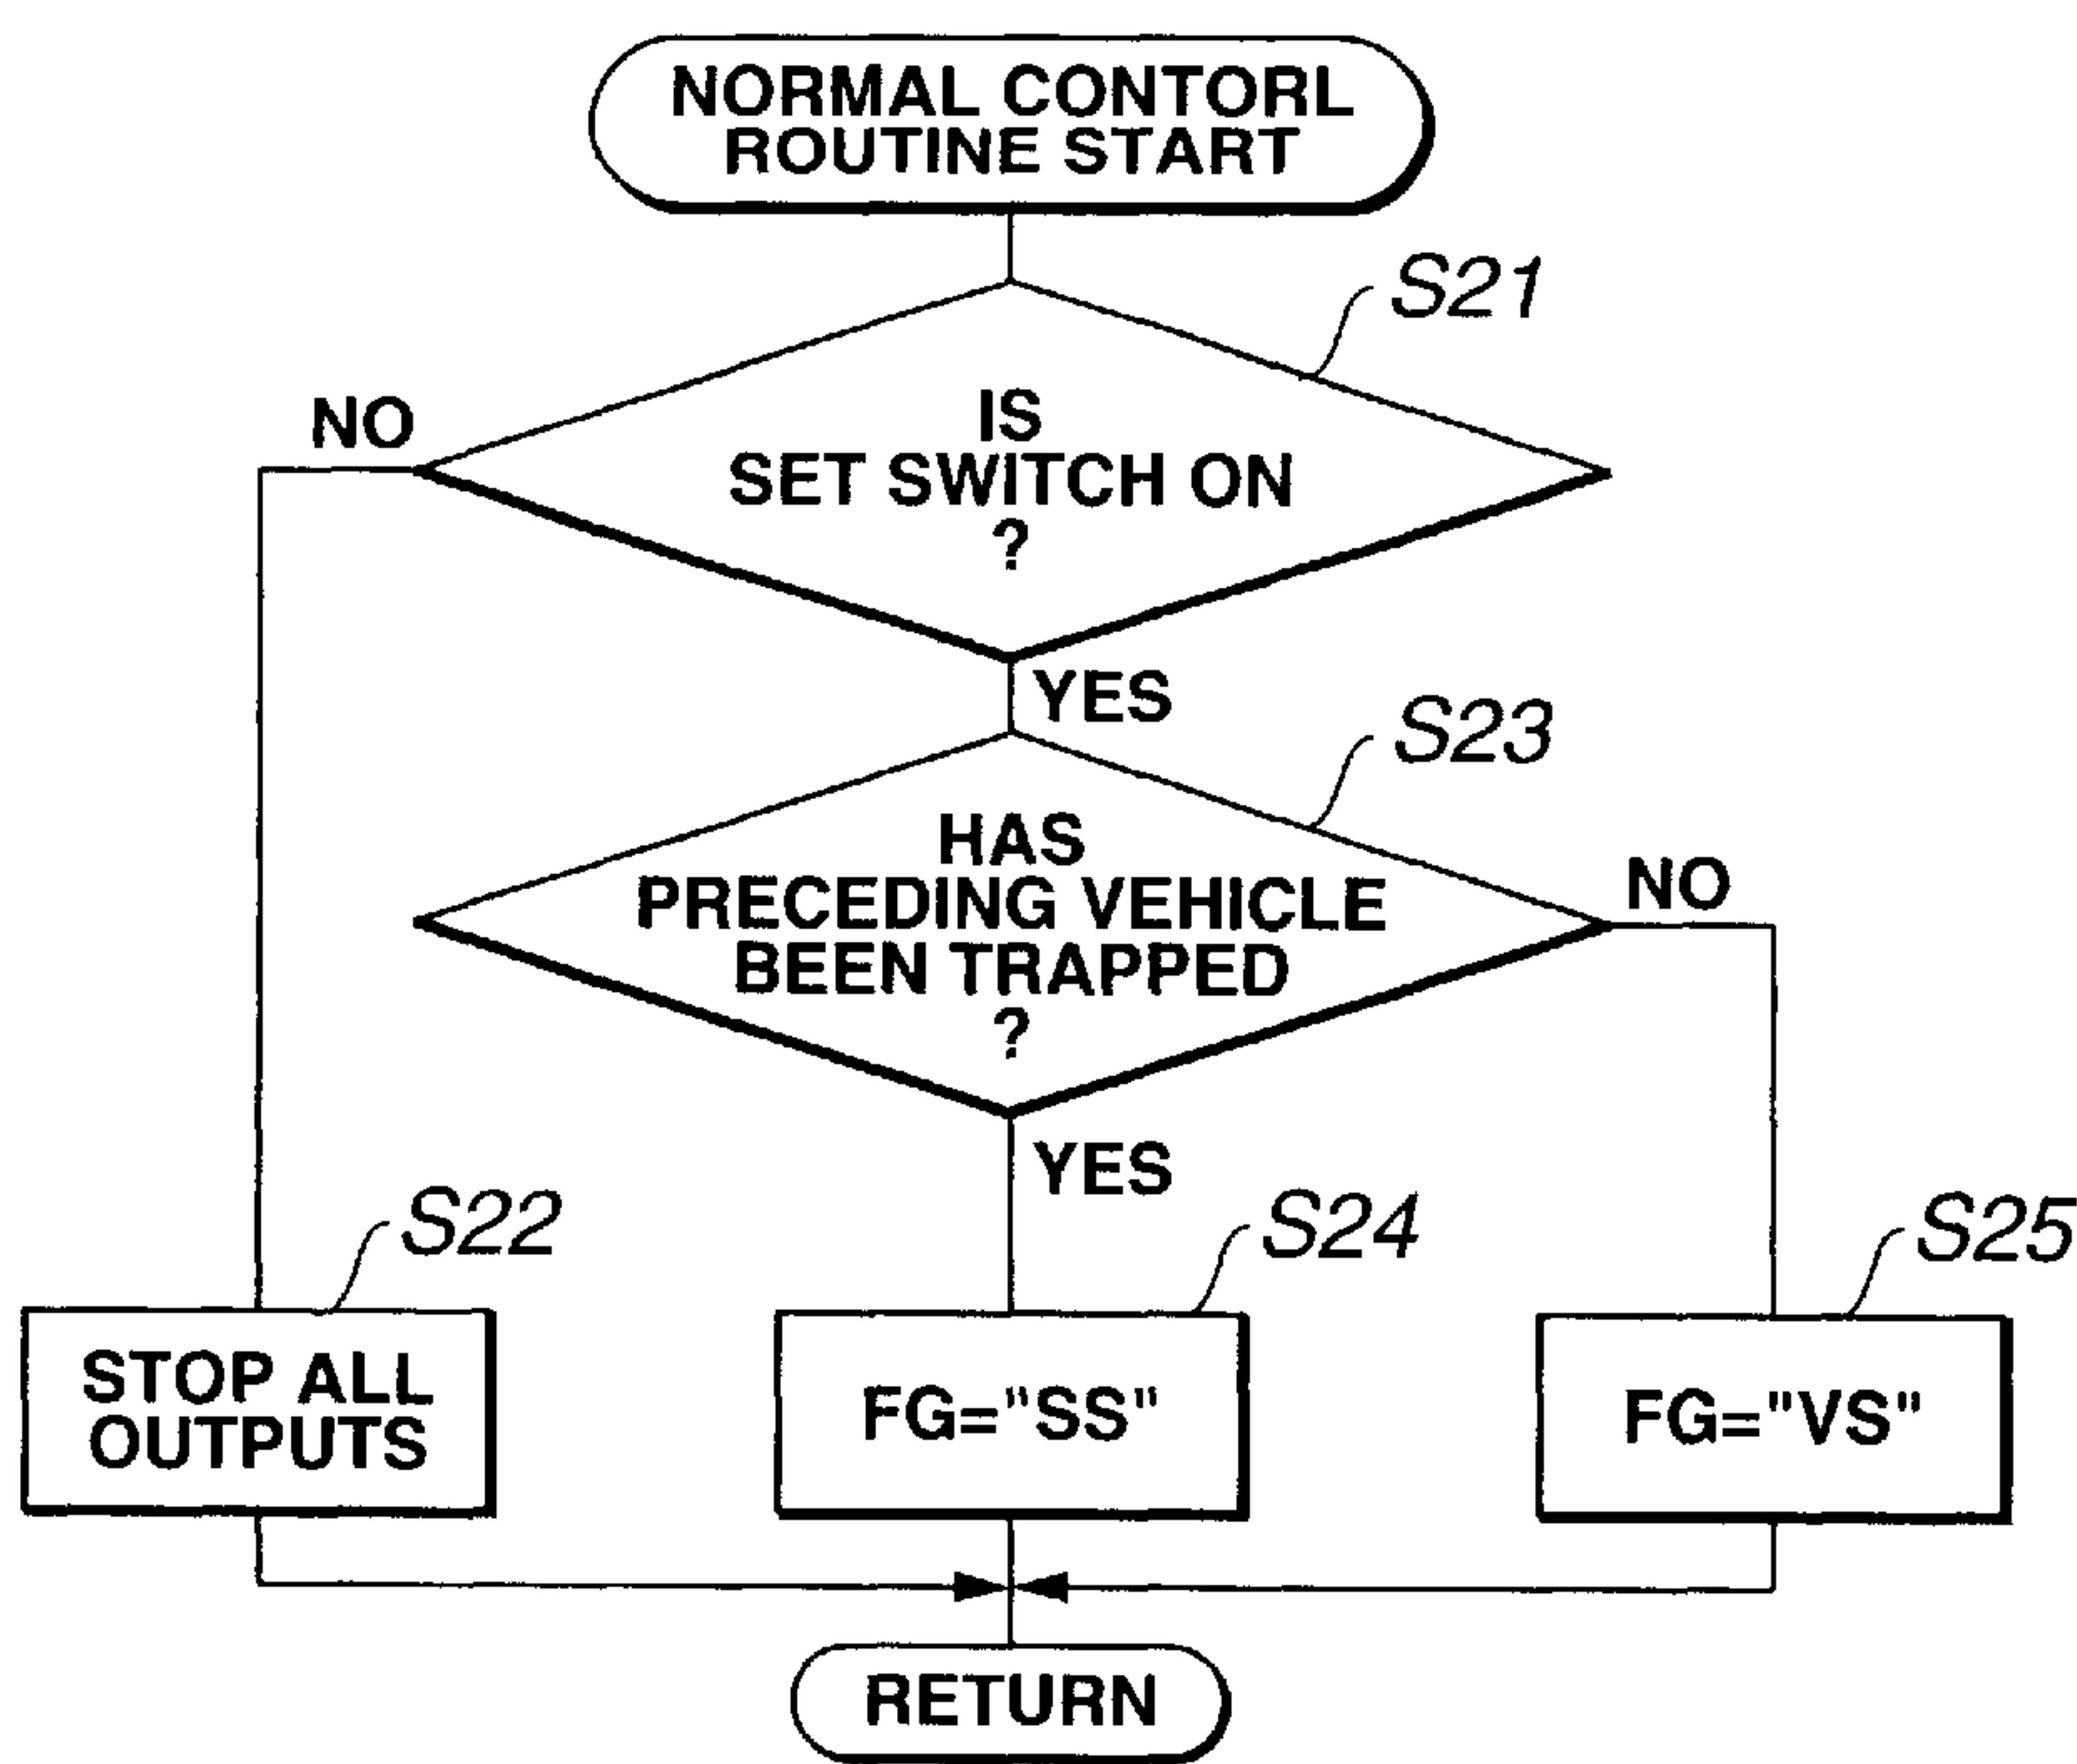 NORMAL CONTORL
ROUTINE START
S21
NO
IS
SET SWITCH ON
?
YES
S23
HAS
PRECEDING VEHICLE
BEEN TRAPPED
?
NO
YES
S22
S24
S25
STOP ALL
OUTPUTS
FG="SS"
FG="VS"
RETURN